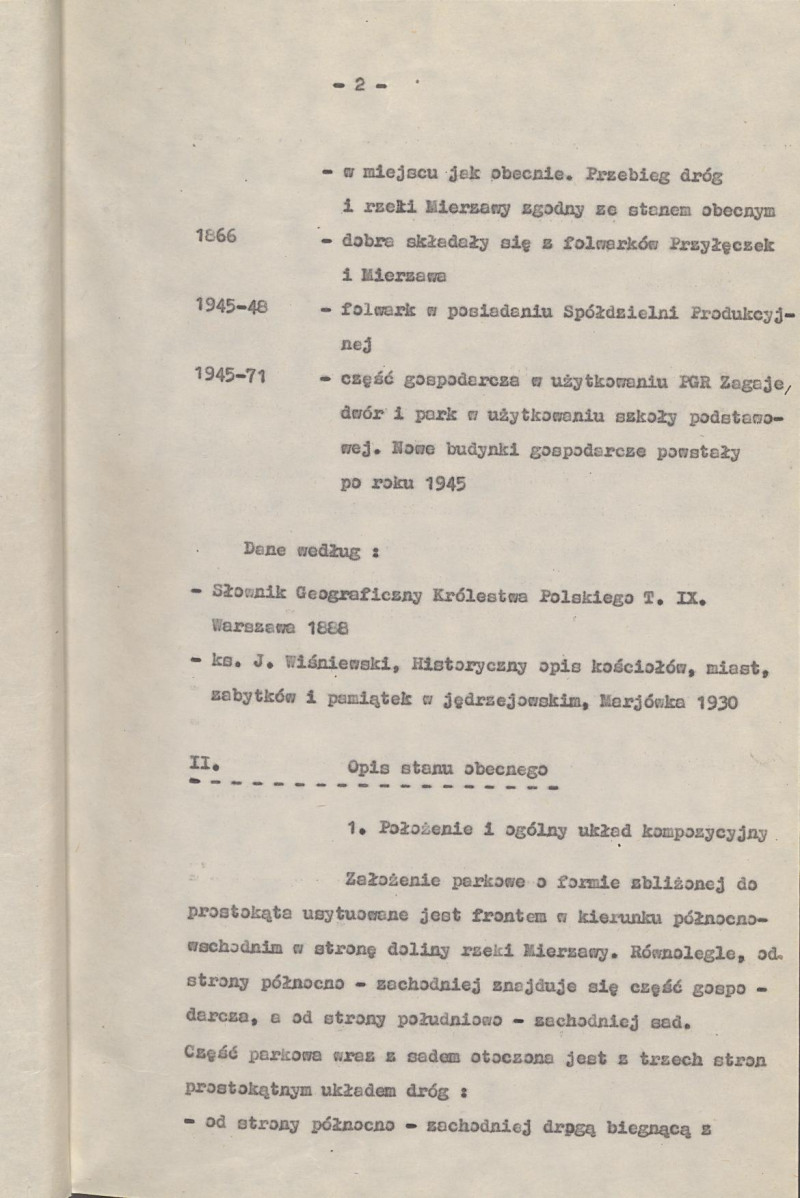 - 2 -
- w miejscu jak obecnie. Przebieg dróg
i rzeki Mierzawy zgodny ze stanem obecnym
1866 - dobra składały się z folwarków Przyłęczek
i Mierzawa
1945-48 - folwark w posiadaniu Spółdzielni Produkcyj-
nej
1945-71 - część gospodarcza w użytkowaniu PGR Zagaje,
dwór i park w użytkowaniu szkoły podstawo-
wej. Nowe budynki gospodarcze powstały
po roku 1945
Dane według :
- Słownik Geograficzny Królestwa Polskiego T. IX.
Warszawa 1888
- ks. J. Wiśniewski, Historyczny opis kościołów, miast,
zabytków i pamiątek w jędrzejowskim, Marjówka 1930
II. Opis stanu obecnego
1. Położenie i ogólny układ kompozycyjny
Założenie parkowe o formie zbliżonej do
prostokąta usytuowane jest frontem w kierunku północno-
wschodnim w stronę doliny rzeki Mierzawy. Równolegle, od
strony północno - zachodniej znajduje się część gospo -
darcza, a od strony południowo - zachodniej sad.
Część parkowa wraz z sadem otoczona jest z trzech stron
prostokątnym układem dróg :
- od strony północno - zachodniej drpgą biegnącą z